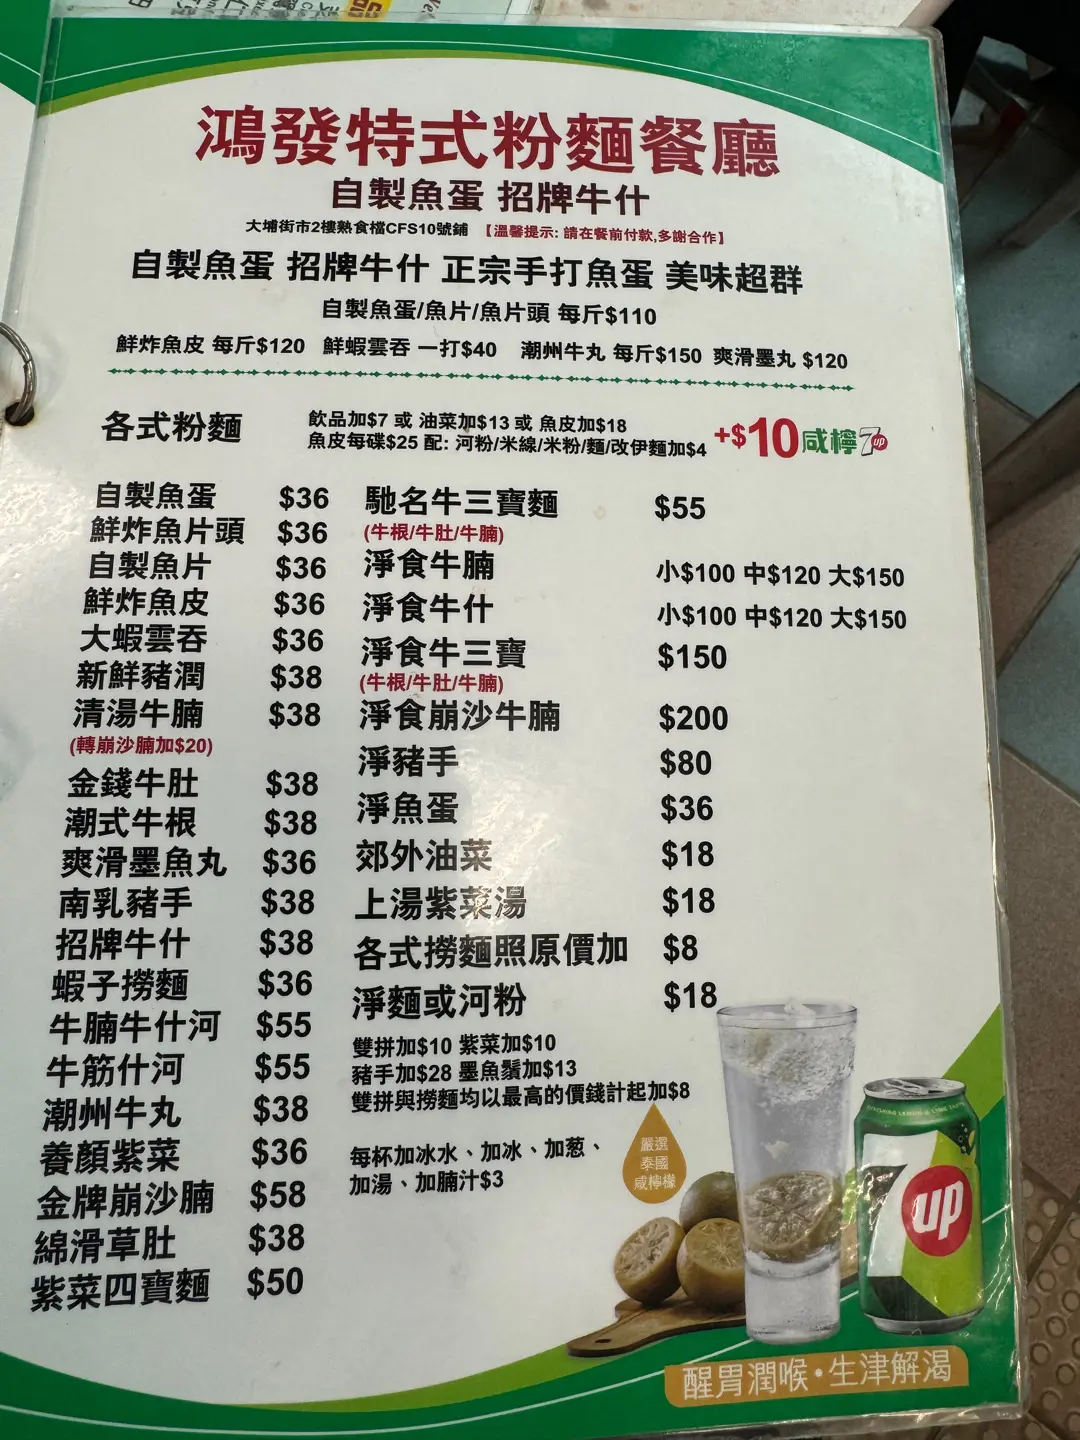 鴻發特式粉麵餐廳
自製魚蛋 招牌牛什
大埔街市2樓熟食檔CFS10號鋪 【溫馨提示: 請在餐前付款,多謝合作】
自製魚蛋 招牌牛什 正宗手打魚蛋 美味超群
自製魚蛋/魚片/魚片頭 每斤$110
鮮炸魚皮 每斤$120 鮮蝦雲吞 一打$40 潮州牛丸 每斤$150 爽滑墨丸 $120
各式粉麵
飲品加$7 或 油菜加$13 或 魚皮加$18
魚皮每碟$25 配: 河粉/米線/米粉/麵/改伊麵加$4
+$10咸檸7up
自製魚蛋 $36
鮮炸魚片頭 $36
自製魚片 $36
鮮炸魚皮 $36
大蝦雲吞 $36
新鮮豬潤 $38
清湯牛腩 $38
(轉崩沙腩加$20)
金錢牛肚 $38
潮式牛根 $38
爽滑墨魚丸 $36
南乳豬手 $38
招牌牛什 $38
蝦子撈麵 $36
牛腩牛什河 $55
牛筋什河 $55
潮州牛丸 $38
養顏紫菜 $36
金牌崩沙腩 $58
綿滑草肚 $38
紫菜四寶麵 $50
馳名牛三寶麵 $55
(牛根/牛肚/牛腩)
淨食牛腩 小$100 中$120 大$150
淨食牛什 小$100 中$120 大$150
淨食牛三寶 $150
(牛根/牛肚/牛腩)
淨食崩沙牛腩 $200
淨豬手 $80
淨魚蛋 $36
郊外油菜 $18
上湯紫菜湯 $18
各式撈麵照原價加 $8
淨麵或河粉 $18
雙拼加$10 紫菜加$10
豬手加$28 墨魚鬚加$13
雙拼與撈麵均以最高的價錢計起加$8
每杯加冰水、加冰、加葱、
加湯、加腩汁$3
嚴選
泰國
咸檸檬
7up
醒胃潤喉·生津解渴